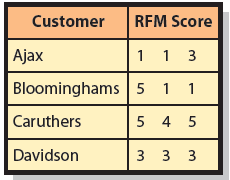 Customer RFM Score
Ajax 1 1 3
Bloominghams 5 1 1
Caruthers 5 4 5
Davidson 3 3 3